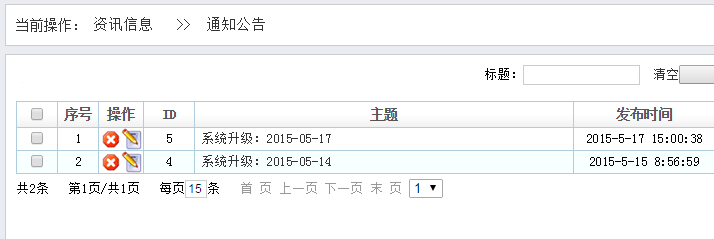 当前操作： 资讯信息 >> 通知公告
标题： 清空
序号 操作 ID 主题 发布时间
1 5 系统升级：2015-05-17 2015-5-17 15:00:38
2 4 系统升级：2015-05-14 2015-5-15 8:56:59
共2条 第1页/共1页 每页15条 首 页 上一页 下一页 末 页 1